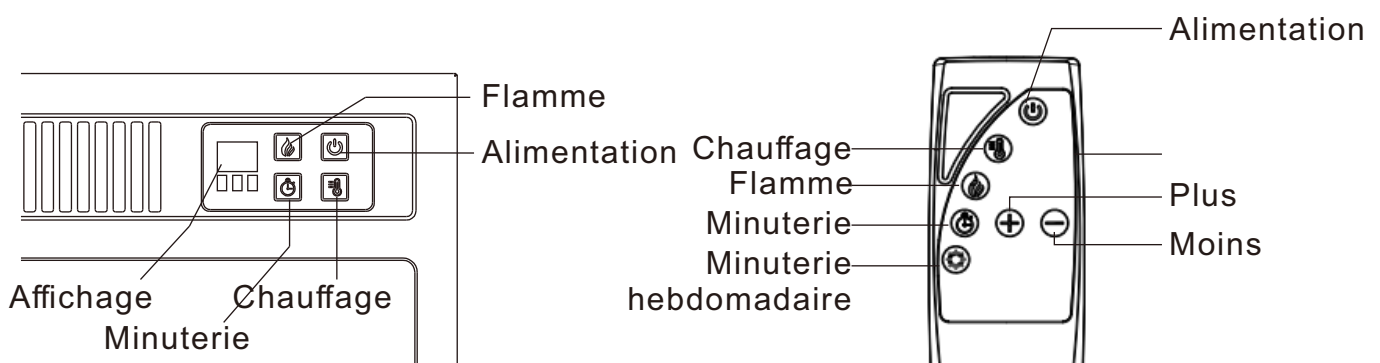 Flamme
Alimentation
Affichage
Chauffage
Minuterie
Alimentation
Chauffage
Flamme
Minuterie
Minuterie
hebdomadaire
Plus
Moins